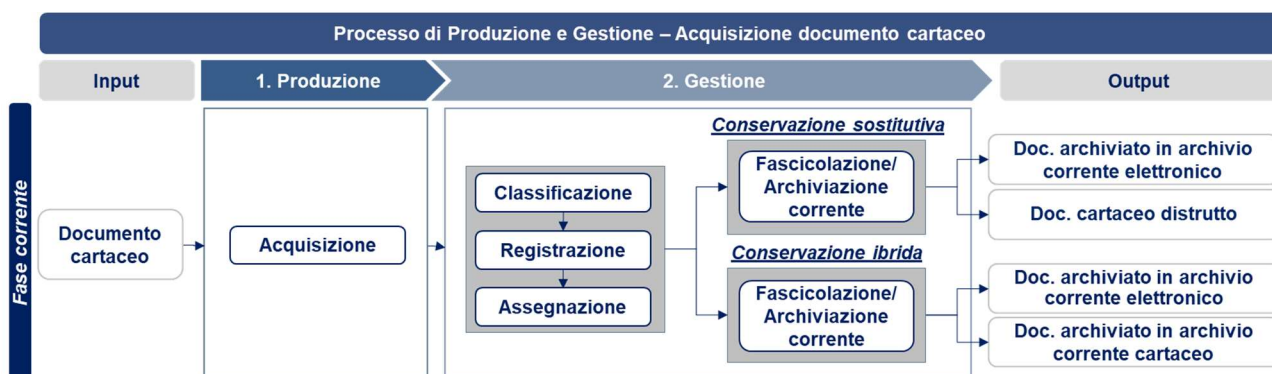 Processo di Produzione e Gestione – Acquisizione documento cartaceo
Input
1. Produzione
2. Gestione
Output
Fase corrente
Documento
cartaceo
Acquisizione
Classificazione
Registrazione
Assegnazione
Conservazione sostitutiva
Fascicolazione/
Archiviazione
corrente
Conservazione ibrida
Fascicolazione/
Archiviazione
corrente
Doc. archiviato in archivio
corrente elettronico
Doc. cartaceo distrutto
Doc. archiviato in archivio
corrente elettronico
Doc. archiviato in archivio
corrente cartaceo